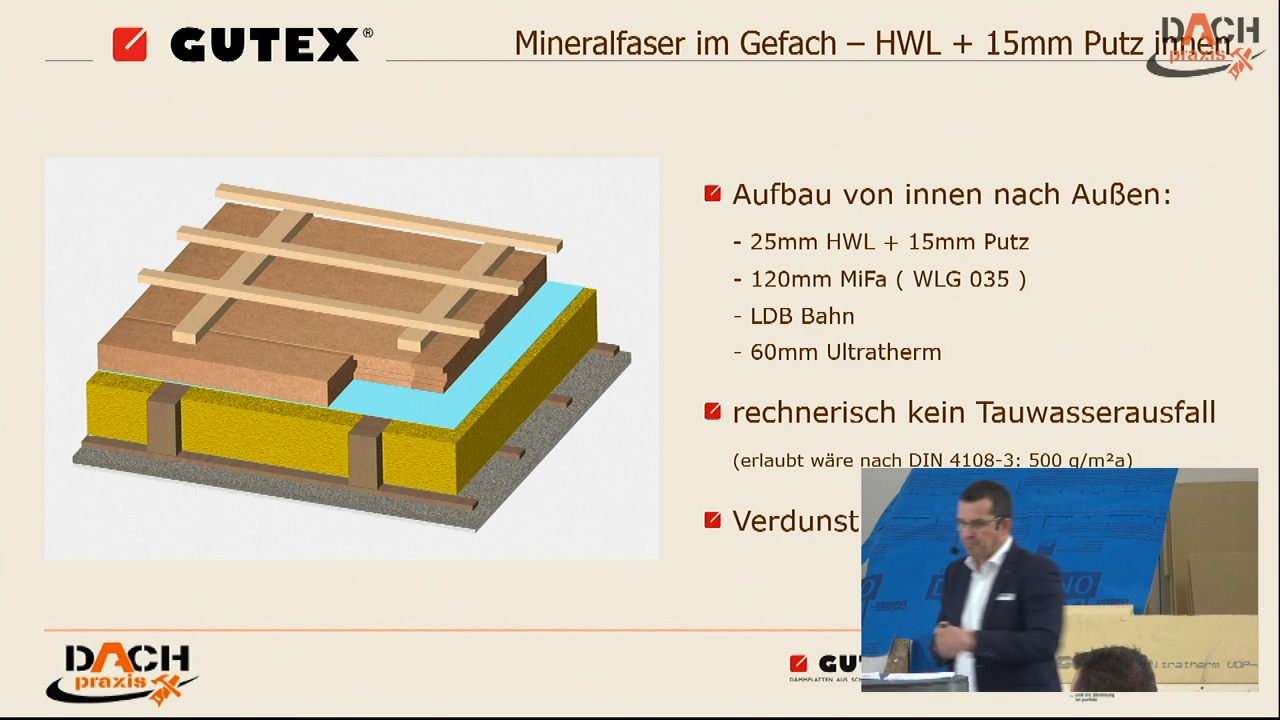 GUTEX®
Mineralfaser im Gefach – HWL + 15mm Putz innen
DACH
praxis
Aufbau von innen nach Außen:
- 25mm HWL + 15mm Putz
- 120mm MiFa ( WLG 035 )
- LDB Bahn
- 60mm Ultratherm
rechnerisch kein Tauwasserausfall
(erlaubt wäre nach DIN 4108-3: 500 g/m²a)
Verdunst
DACH
praxis
GU
DÄMMPLATTEN AUS